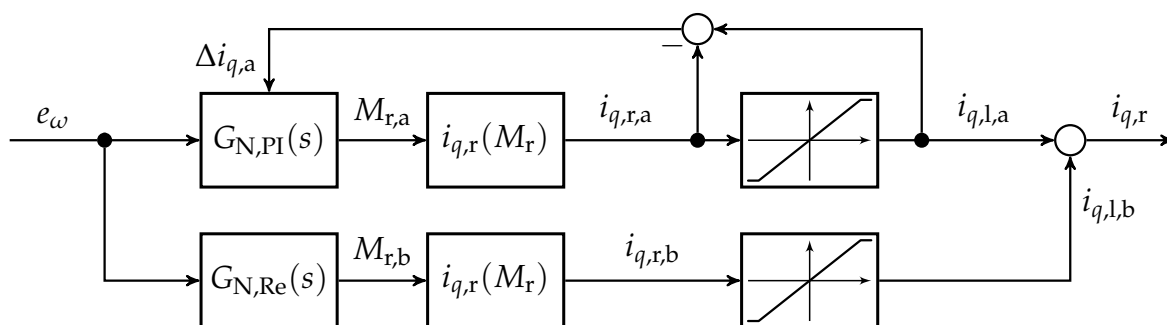 −
Δi_{q,a}
e_ω
G_{N,PI}(s)
M_{r,a}
i_{q,r}(M_r)
i_{q,r,a}
i_{q,l,a}
i_{q,r}
i_{q,l,b}
G_{N,Re}(s)
M_{r,b}
i_{q,r}(M_r)
i_{q,r,b}